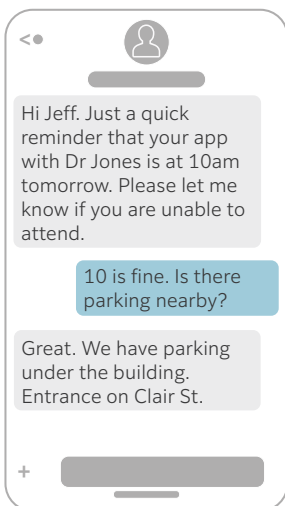 Hi Jeff. Just a quick
reminder that your app
with Dr Jones is at 10am
tomorrow. Please let me
know if you are unable to
attend.
10 is fine. Is there
parking nearby?
Great. We have parking
under the building.
Entrance on Clair St.